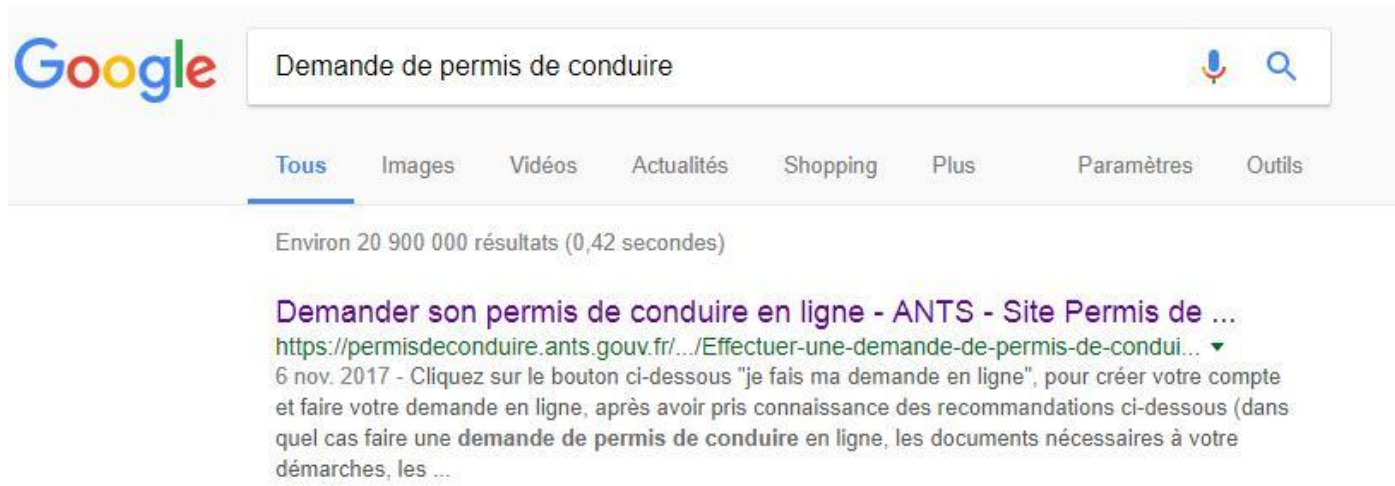 Google Demande de permis de conduire
Tous Images Vidéos Actualités Shopping Plus Paramètres Outils
Environ 20 900 000 résultats (0,42 secondes)
Demander son permis de conduire en ligne - ANTS - Site Permis de ...
https://permisdeconduire.ants.gouv.fr/.../Effectuer-une-demande-de-permis-de-condui... ▼
6 nov. 2017 - Cliquez sur le bouton ci-dessous "je fais ma demande en ligne", pour créer votre compte
et faire votre demande en ligne, après avoir pris connaissance des recommandations ci-dessous (dans
quel cas faire une demande de permis de conduire en ligne, les documents nécessaires à votre
démarches, les ...